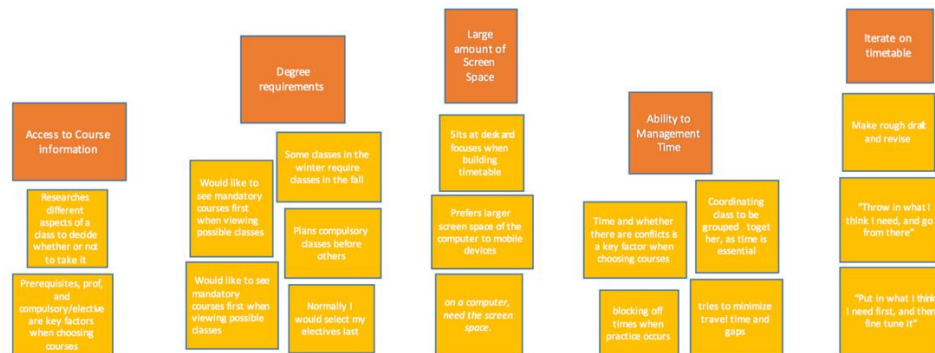 Access to Course
information
Researches
different
aspects of a
class to decide
whether or not
to take it
Prerequisites, prof,
and
compulsory/elective
are key factors
when choosing
courses
Degree
requirements
Would like to
see mandatory
courses first
when viewing
possible classes
Some classes in the
winter require
classes in the fall
Plans compulsory
classes before
others
Would like to see
mandatory
courses first when
viewing possible
classes
Normally I
would select my
electives last
Large
amount of
Screen
Space
Sits at desk and
focuses when
building
timetable
Prefers larger
screen space of the
computer to mobile
devices
on a computer,
need the screen
space.
Ability to
Management
Time
Time and whether
there are conflicts is
a key factor when
choosing courses
Coordinating
class to be
grouped toget
her, as time is
essential
blocking off
times when
practice occurs
tries to minimize
travel time and
gaps
Iterate on
timetable
Make rough draft
and revise
"Throw in what I
think I need, and go
from there"
"Put in what I think
I need first, and then
fine tune it"